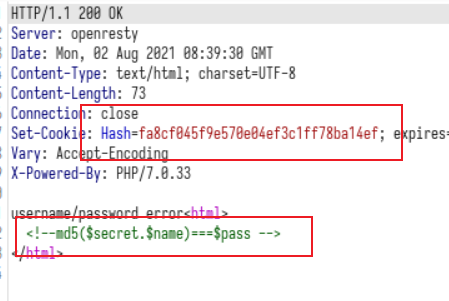 HTTP/1.1 200 OK
Server: openresty
Date: Mon, 02 Aug 2021 08:39:30 GMT
Content-Type: text/html; charset=UTF-8
Content-Length: 73
Connection: close
Set-Cookie: Hash=fa8cf045f9e570e04ef3c1ff78ba14ef; expires=
Vary: Accept-Encoding
X-Powered-By: PHP/7.0.33
username/password error<html>
<!--md5($secret.$name)===$pass -->
</html>